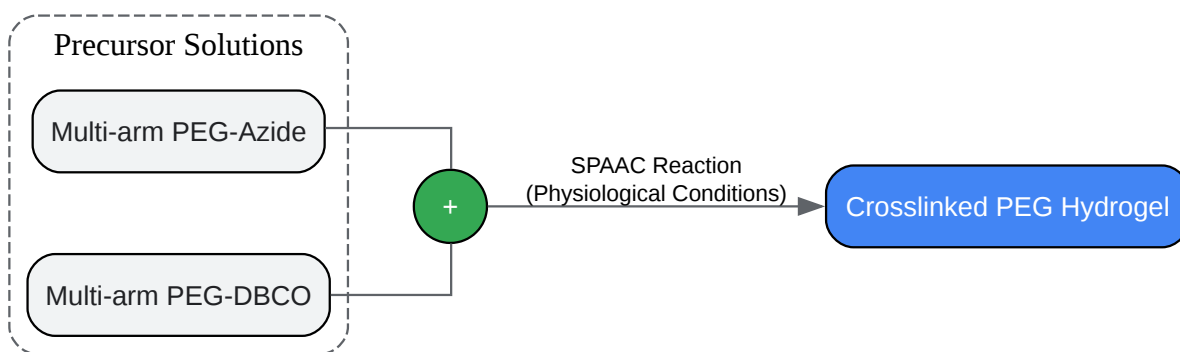 Precursor Solutions
Multi-arm PEG-Azide
SPAAC Reaction
(Physiological Conditions)
+
Crosslinked PEG Hydrogel
Multi-arm PEG-DBCO